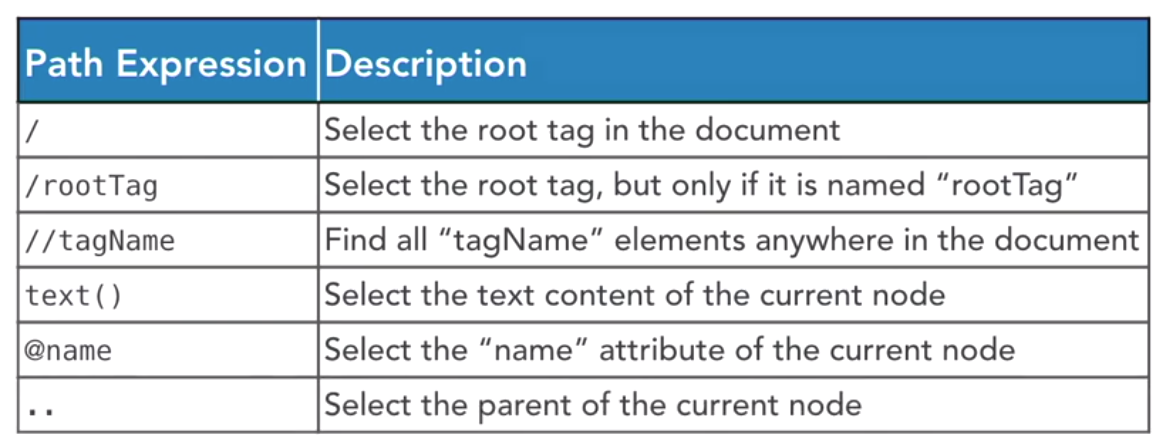 Path Expression Description
/ Select the root tag in the document
/rootTag Select the root tag, but only if it is named “rootTag”
//tagName Find all “tagName” elements anywhere in the document
text() Select the text content of the current node
@name Select the “name” attribute of the current node
.. Select the parent of the current node